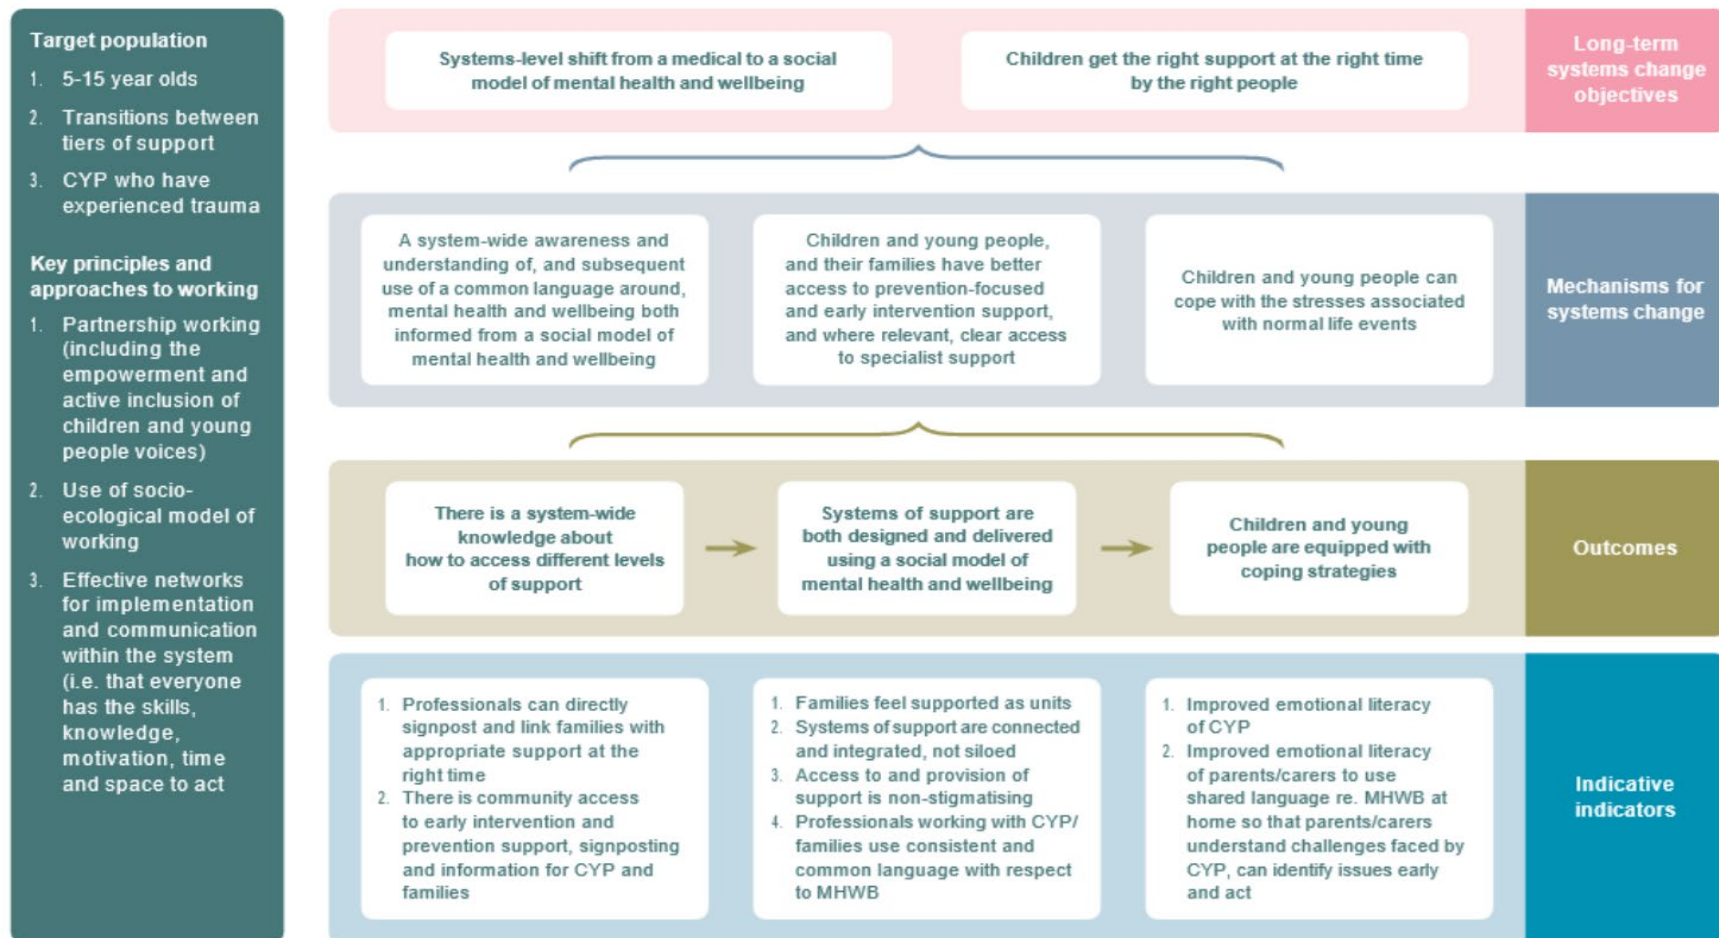 Target population
1. 5-15 year olds
2. Transitions between
tiers of support
3. CYP who have
experienced trauma
Key principles and
approaches to working
1. Partnership working
(including the
empowerment and
active inclusion of
children and young
people voices)
2. Use of socio-
ecological model of
working
3. Effective networks
for implementation
and communication
within the system
(i.e. that everyone
has the skills,
knowledge,
motivation, time
and space to act
Systems-level shift from a medical to a social
model of mental health and wellbeing
Children get the right support at the right time
by the right people
Long-term
systems change
objectives
A system-wide awareness and
understanding of, and subsequent
use of a common language around,
mental health and wellbeing both
informed from a social model of
mental health and wellbeing
Children and young people,
and their families have better
access to prevention-focused
and early intervention support,
and where relevant, clear access
to specialist support
Children and young people can
cope with the stresses associated
with normal life events
Mechanisms for
systems change
There is a system-wide
knowledge about
how to access different levels
of support
Systems of support are
both designed and delivered
using a social model of
mental health and wellbeing
Children and young
people are equipped with
coping strategies
Outcomes
1. Professionals can directly
signpost and link families with
appropriate support at the
right time
2. There is community access
to early intervention and
prevention support, signposting
and information for CYP and
families
1. Families feel supported as units
2. Systems of support are connected
and integrated, not siloed
3. Access to and provision of
support is non-stigmatising
4. Professionals working with CYP/
families use consistent and
common language with respect
to MHWB
1. Improved emotional literacy
of CYP
2. Improved emotional literacy
of parents/carers to use
shared language re. MHWB at
home so that parents/carers
understand challenges faced by
CYP, can identify issues early
and act
Indicative
indicators